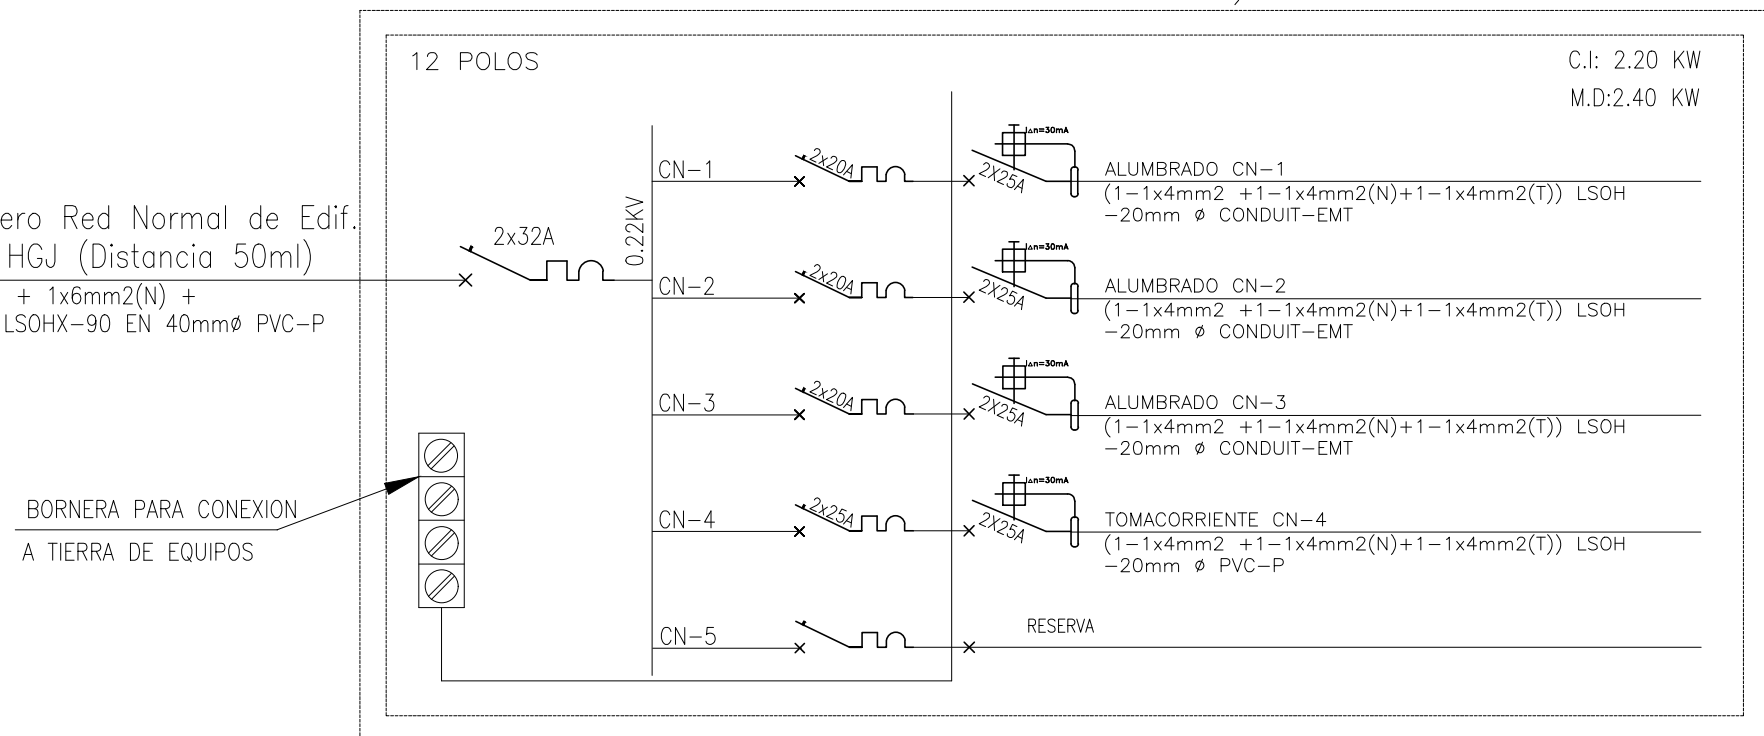 12 POLOS
C.I: 2.20 KW
M.D:2.40 KW
ero Red Normal de Edif.
HGJ (Distancia 50ml)
+ 1x6mm2(N) +
LSOHX-90 EN 40mmø PVC-P
2x32A
0.22KV
CN-1
2x20A
I∆n=30mA
2X25A
ALUMBRADO CN-1
(1-1x4mm2 +1-1x4mm2(N)+1-1x4mm2(T)) LSOH
-20mm ø CONDUIT-EMT
CN-2
2x20A
I∆n=30mA
2X25A
ALUMBRADO CN-2
(1-1x4mm2 +1-1x4mm2(N)+1-1x4mm2(T)) LSOH
-20mm ø CONDUIT-EMT
CN-3
2x20A
I∆n=30mA
2X25A
ALUMBRADO CN-3
(1-1x4mm2 +1-1x4mm2(N)+1-1x4mm2(T)) LSOH
-20mm ø CONDUIT-EMT
CN-4
2x25A
I∆n=30mA
2X25A
TOMACORRIENTE CN-4
(1-1x4mm2 +1-1x4mm2(N)+1-1x4mm2(T)) LSOH
-20mm ø PVC-P
CN-5
RESERVA
BORNERA PARA CONEXION
A TIERRA DE EQUIPOS